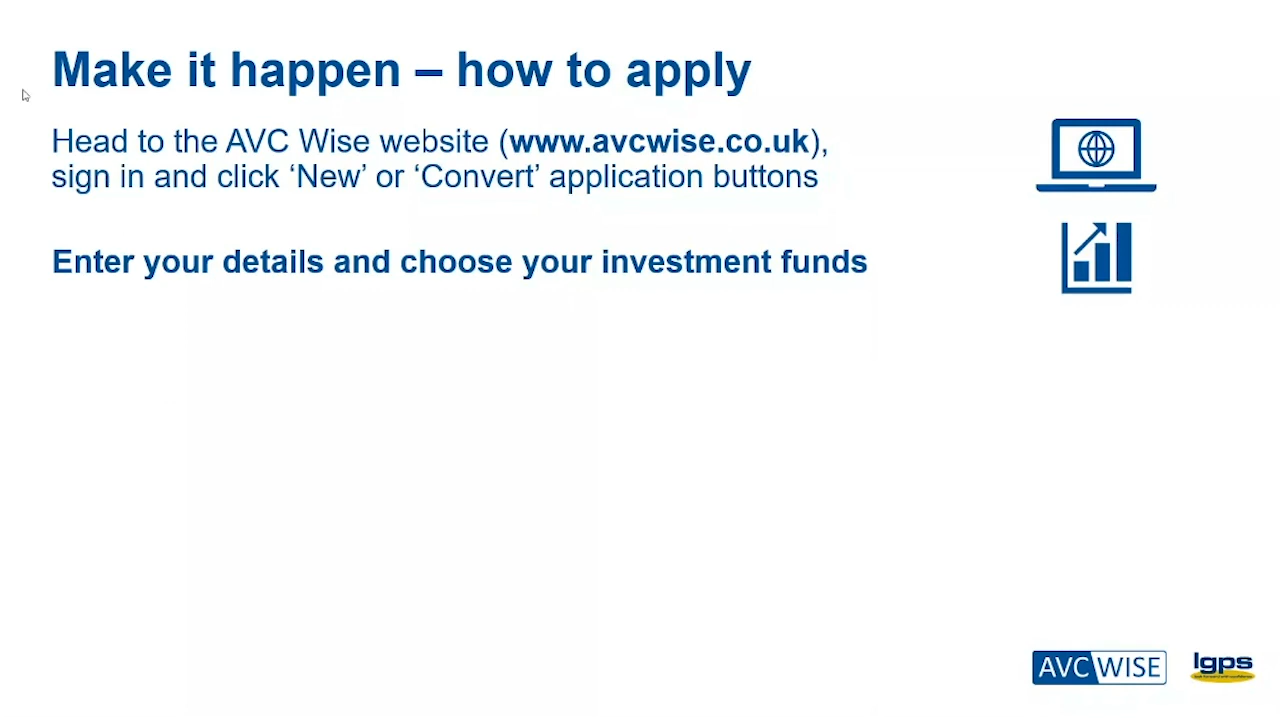 Make it happen – how to apply
Head to the AVC Wise website (www.avcwise.co.uk),
sign in and click ‘New’ or ‘Convert’ application buttons
Enter your details and choose your investment funds
AVC WISE
lgps